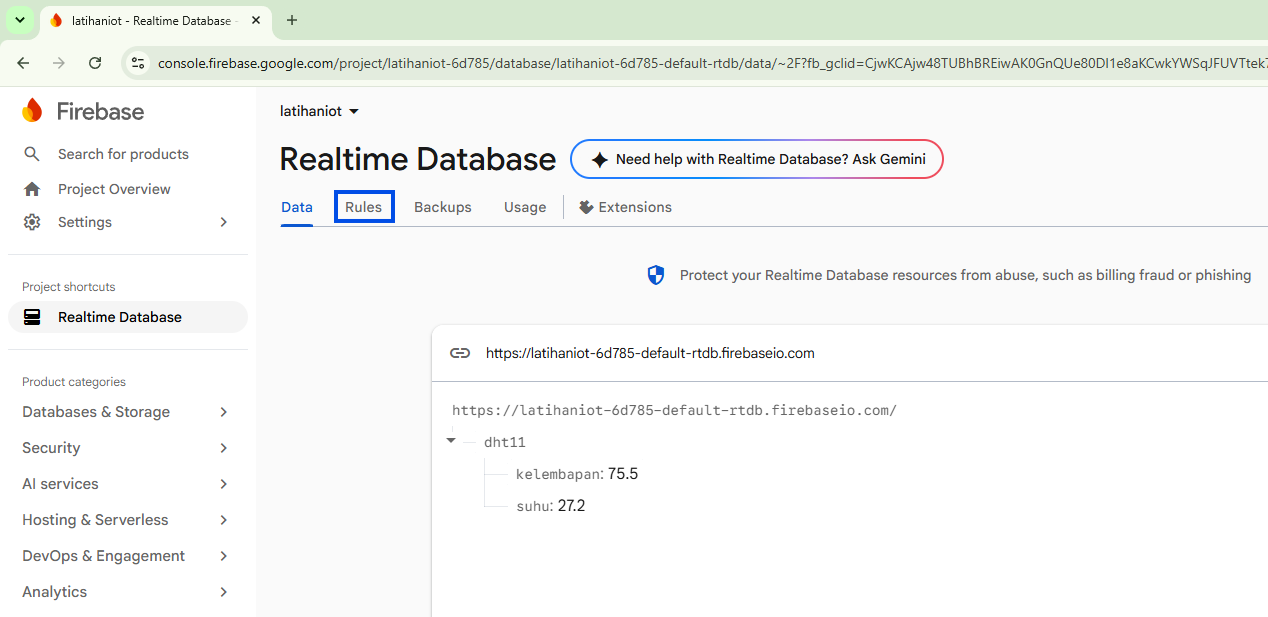 latihaniot - Realtime Database -
console.firebase.google.com/project/latihaniot-6d785/database/latihaniot-6d785-default-rtdb/data/~2F?fb_gclid=CjwKCAjw48TUBhBREiwAK0GnQUe80DI1e8aKCwkYWSqJFUVTtek7
Firebase
Search for products
Project Overview
Settings
Project shortcuts
Realtime Database
Product categories
Databases & Storage
Security
AI services
Hosting & Serverless
DevOps & Engagement
Analytics
latihaniot
Realtime Database
Need help with Realtime Database? Ask Gemini
Data Rules Backups Usage Extensions
Protect your Realtime Database resources from abuse, such as billing fraud or phishing
https://latihaniot-6d785-default-rtdb.firebaseio.com
https://latihaniot-6d785-default-rtdb.firebaseio.com/
dht11
kelembapan: 75.5
suhu: 27.2